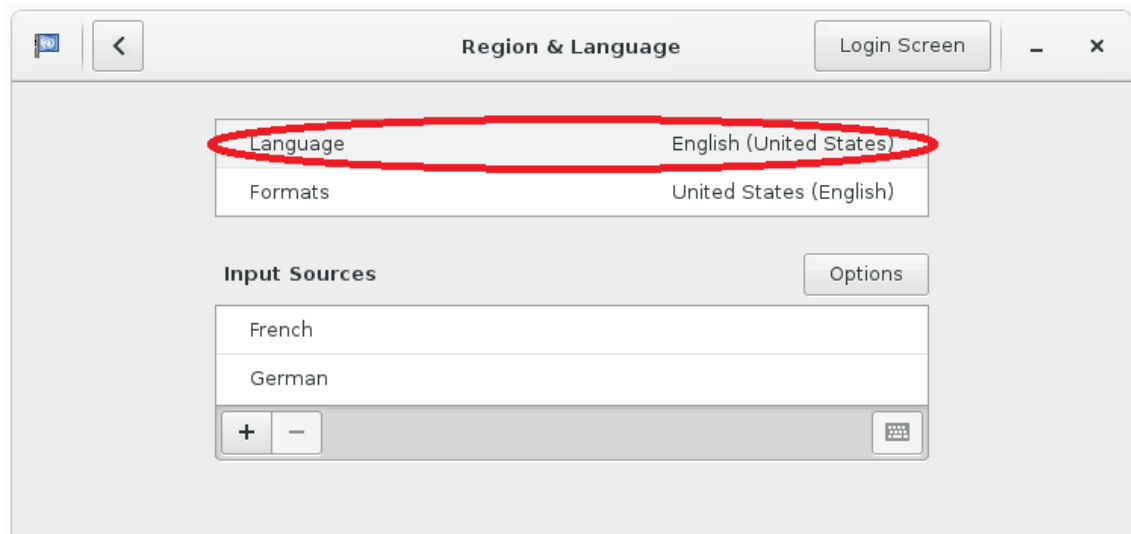 Region & Language
Login Screen
Language
English (United States)
Formats
United States (English)
Input Sources
Options
French
German